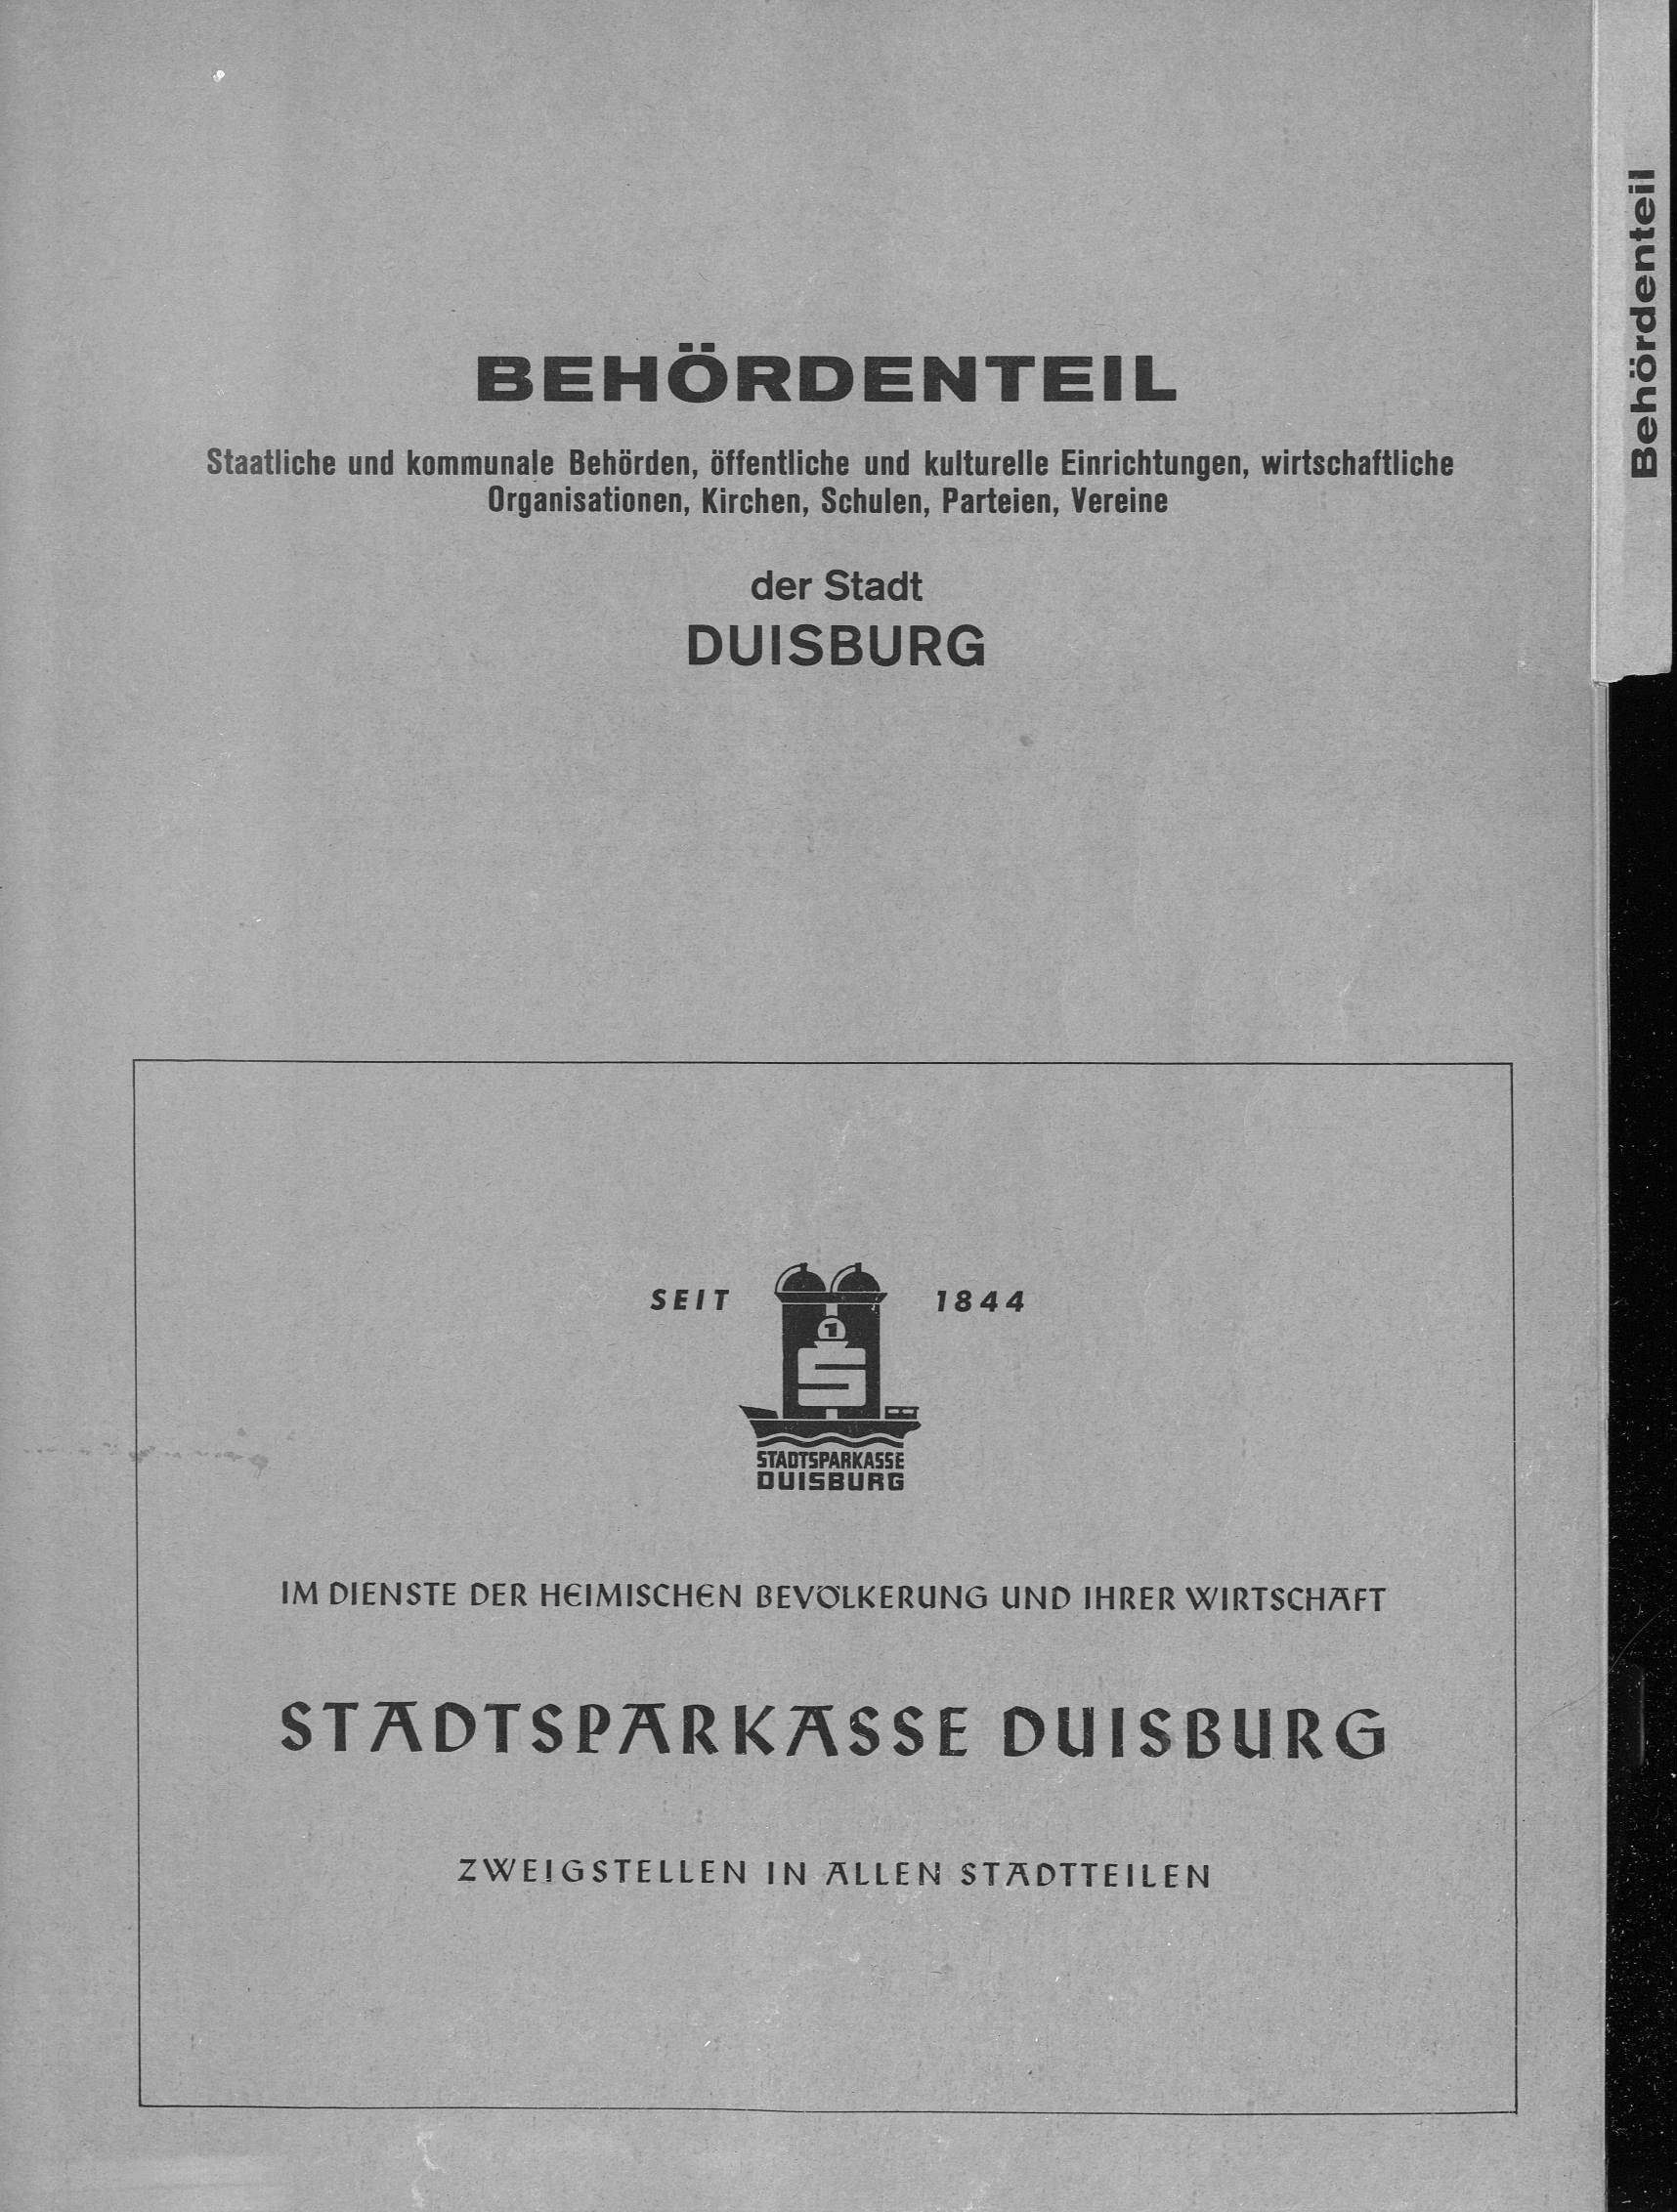 BEHÖRDENTEIL
Staatliche und kommunale Behörden, öffentliche und kulturelle Einrichtungen, wirtschaftliche
Organisationen, Kirchen, Schulen, Parteien, Vereine
der Stadt
DUISBURG
Behördenteil
SEIT 1844
1
S
STADTSPARKASSE
DUISBURG
IM DIENSTE DER HEIMISCHEN BEVÖLKERUNG UND IHRER WIRTSCHAFT
STADTSPARKASSE DUISBURG
ZWEIGSTELLEN IN ALLEN STADTTEILEN